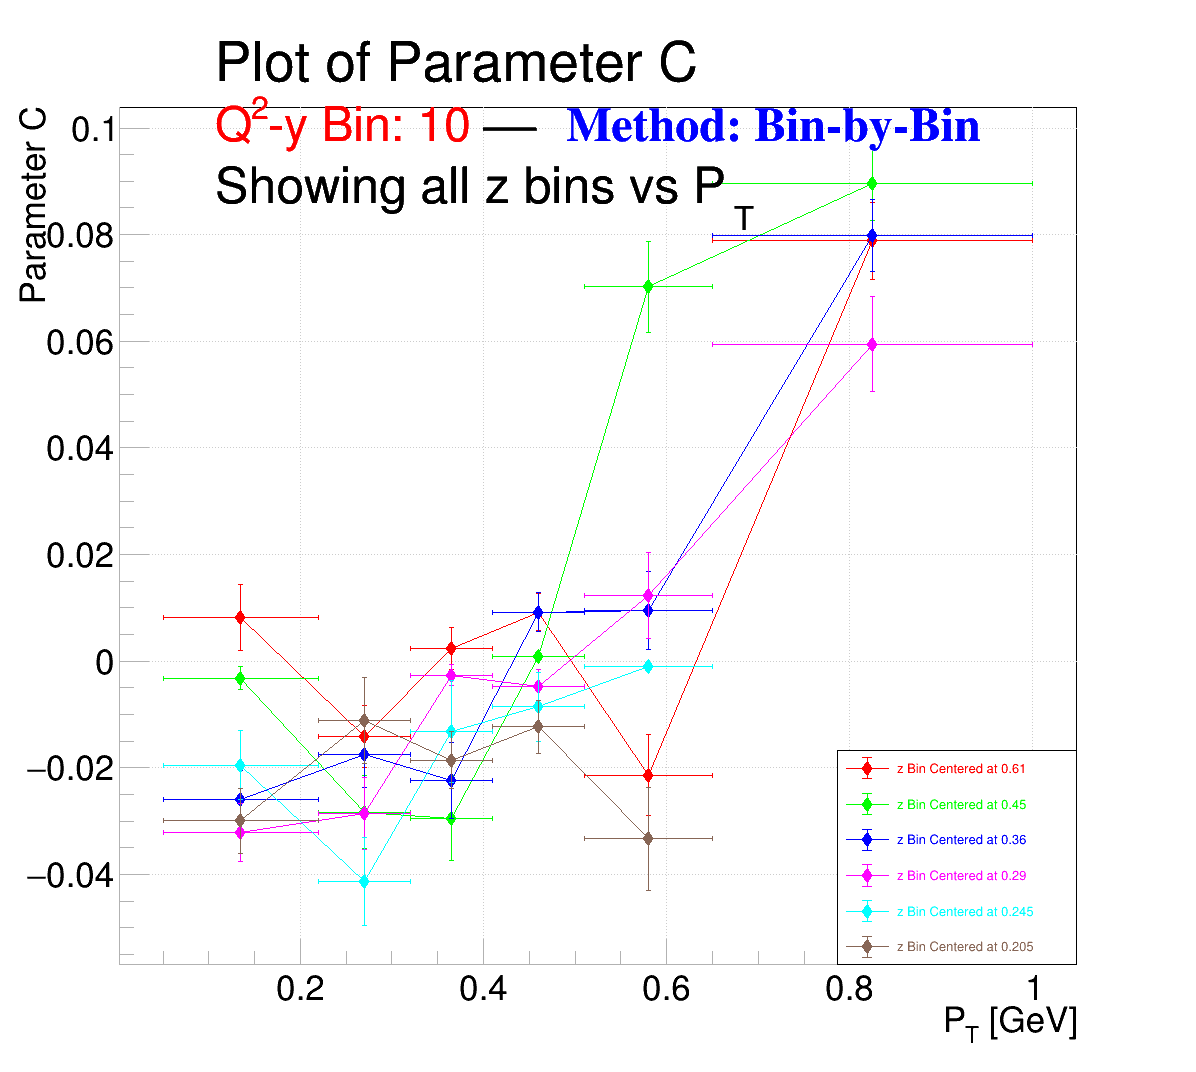 Plot of Parameter C
Q²-y Bin: 10 — Method: Bin-by-Bin
Showing all z bins vs P_T
Parameter C
0.1
0.08
0.06
0.04
0.02
0
−0.02
−0.04
z Bin Centered at 0.61
z Bin Centered at 0.45
z Bin Centered at 0.36
z Bin Centered at 0.29
z Bin Centered at 0.245
z Bin Centered at 0.205
0.2 0.4 0.6 0.8 1
P_T [GeV]